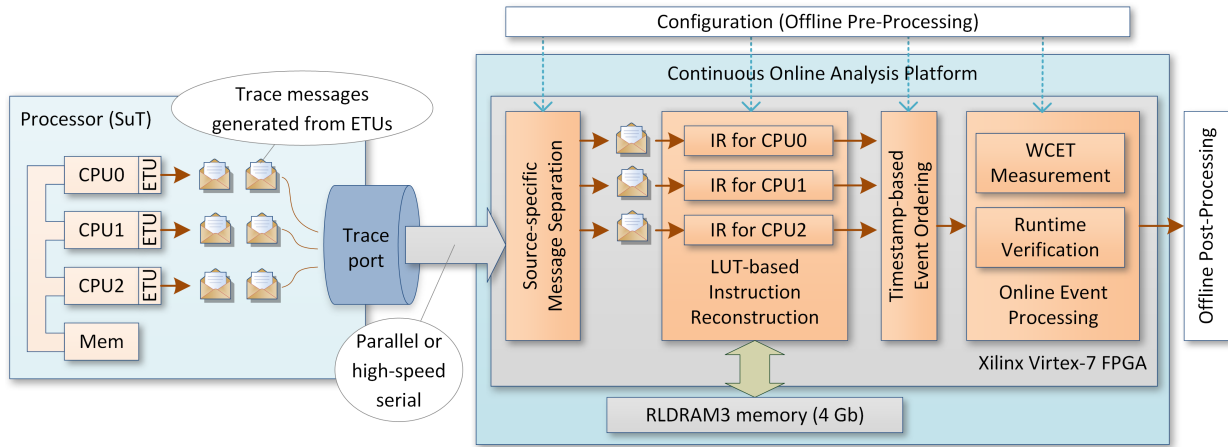 Configuration (Offline Pre-Processing)
Continuous Online Analysis Platform
Trace messages
generated from ETUs
Processor (SuT)
CPU0
ETU
CPU1
ETU
CPU2
ETU
Mem
Trace
port
Parallel or
high-speed
serial
Source-specific
Message Separation
IR for CPU0
IR for CPU1
IR for CPU2
LUT-based
Instruction
Reconstruction
Timestamp-based
Event Ordering
WCET
Measurement
Runtime
Verification
Online Event
Processing
Xilinx Virtex-7 FPGA
RLDRAM3 memory (4 Gb)
Offline Post-Processing